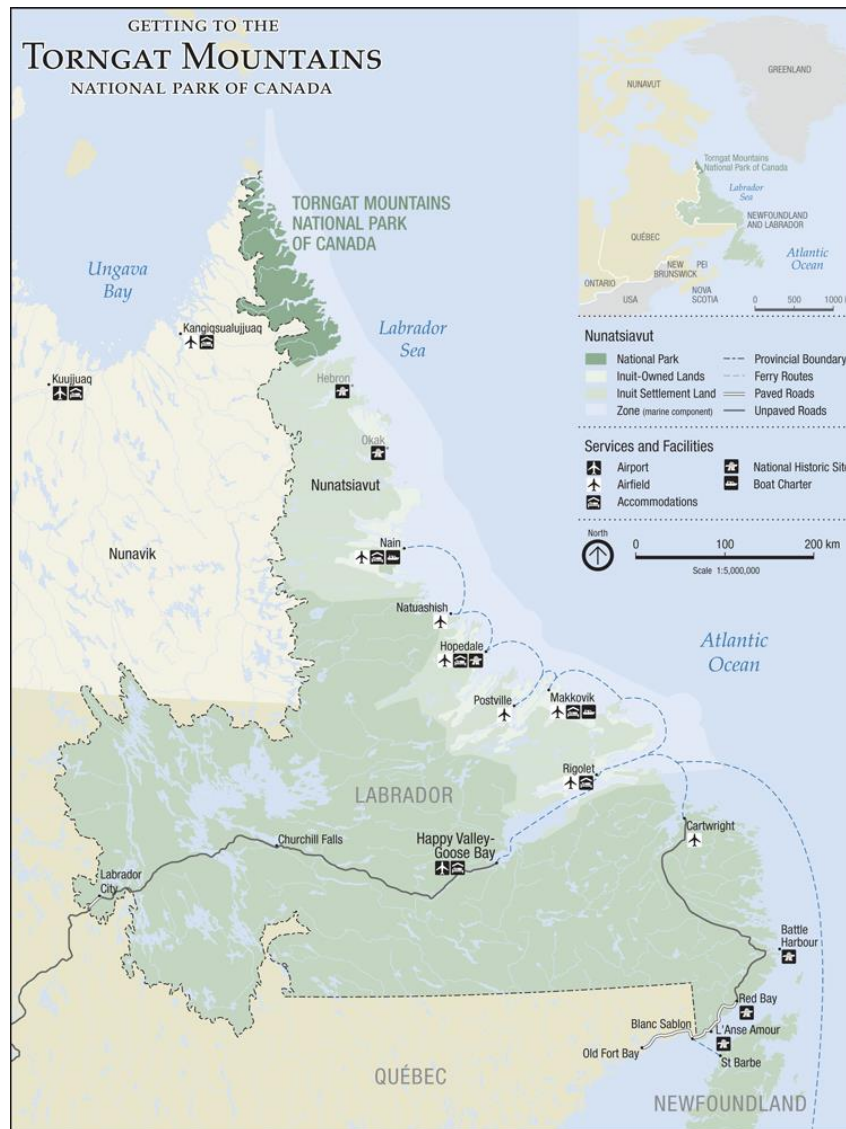 GETTING TO THE
TORNGAT MOUNTAINS
NATIONAL PARK OF CANADA
NUNAVUT
GREENLAND
Torngat Mountains
National Park of Canada
Labrador
Sea
NEWFOUNDLAND
AND LABRADOR
QUÉBEC
Atlantic
Ocean
NEW
BRUNSWICK
PEI
ONTARIO
NOVA
SCOTIA
USA
0 500 1000
TORNGAT MOUNTAINS
NATIONAL PARK
OF CANADA
Ungava
Bay
Labrador
Sea
Kangiqsualujjuaq
Kuujjuaq
Hebron
Okak
Nunatsiavut
Nunavik
Nain
Natuashish
Hopedale
Postville
Makkovik
Rigolet
Atlantic
Ocean
LABRADOR
Happy Valley-
Goose Bay
Churchill Falls
Labrador
City
Cartwright
Battle
Harbour
Red Bay
Blanc Sablon
L'Anse Amour
Old Fort Bay
St Barbe
QUÉBEC
NEWFOUNDLAND
Nunatsiavut
National Park
Inuit-Owned Lands
Inuit Settlement Land
Zone (marine component)
Provincial Boundary
Ferry Routes
Paved Roads
Unpaved Roads
Services and Facilities
Airport
Airfield
Accommodations
National Historic Site
Boat Charter
North
0 100 200 km
Scale 1:5,000,000